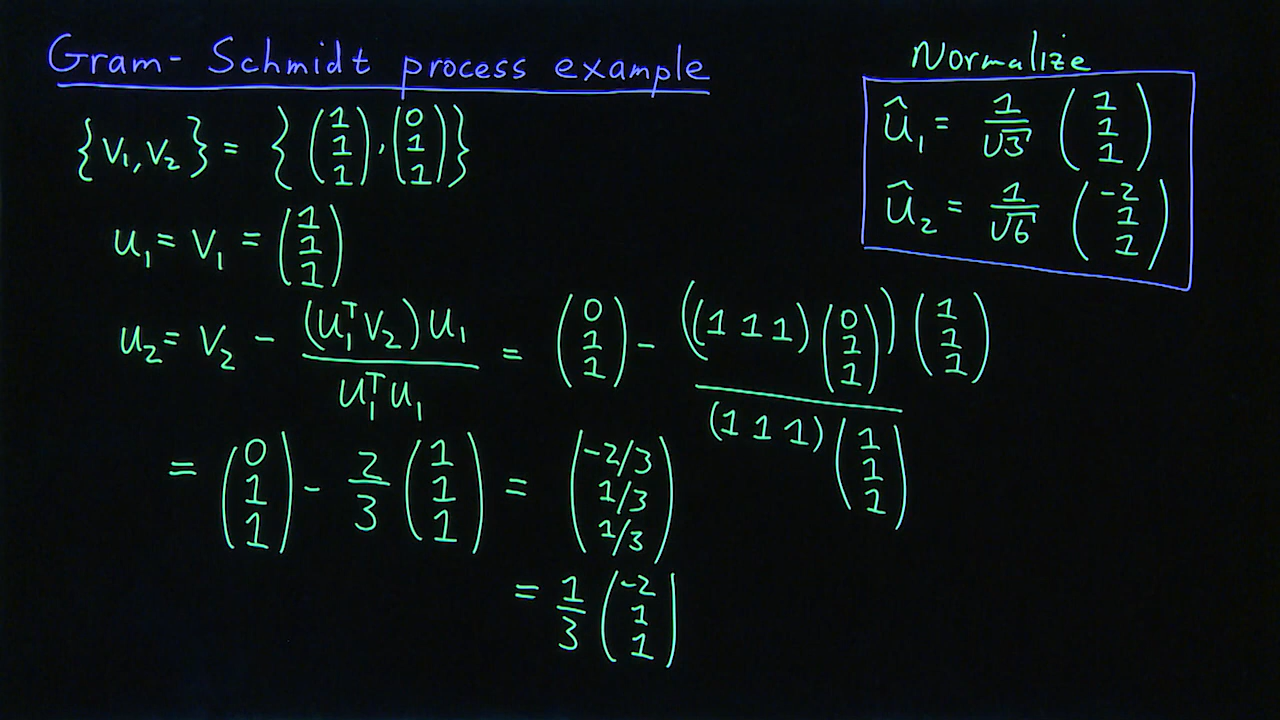 Gram-Schmidt process example
{v₁, v₂} = { (1 1 1), (0 1 1) }
u₁ = v₁ = (1 1 1)
u₂ = v₂ - (u₁ᵀv₂)u₁ / u₁ᵀu₁ = (0 1 1) - ((1 1 1)(0 1 1))(1 1 1) / (1 1 1)(1 1 1)
= (0 1 1) - 2/3 (1 1 1) = (-2/3 1/3 1/3)
= 1/3 (-2 1 1)
Normalize
û₁ = 1/√3 (1 1 1)
û₂ = 1/√6 (-2 1 1)